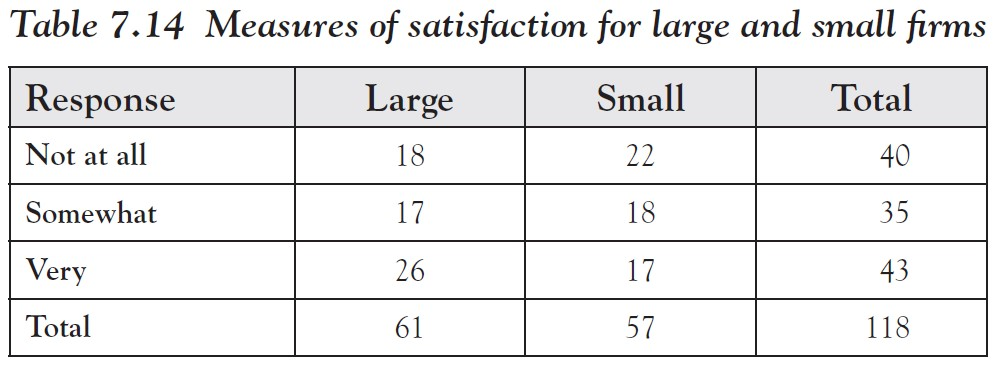 Table 7.14 Measures of satisfaction for large and small firms
Response Large Small Total
Not at all 18 22 40
Somewhat 17 18 35
Very 26 17 43
Total 61 57 118